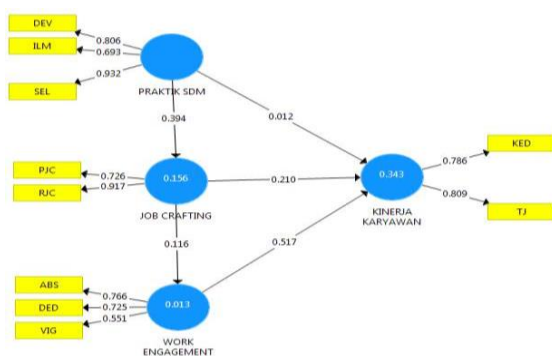 DEV
0.806
ILM
0.693
SEL
0.932
PRAKTIK SDM
0.394
0.012
PJC
0.726
RJC
0.917
0.156
JOB CRAFTING
0.210
0.343
KINERJA
KARYAWAN
0.786
KED
0.809
TJ
0.116
0.517
ABS
0.766
DED
0.725
VIG
0.551
0.013
WORK
ENGAGEMENT